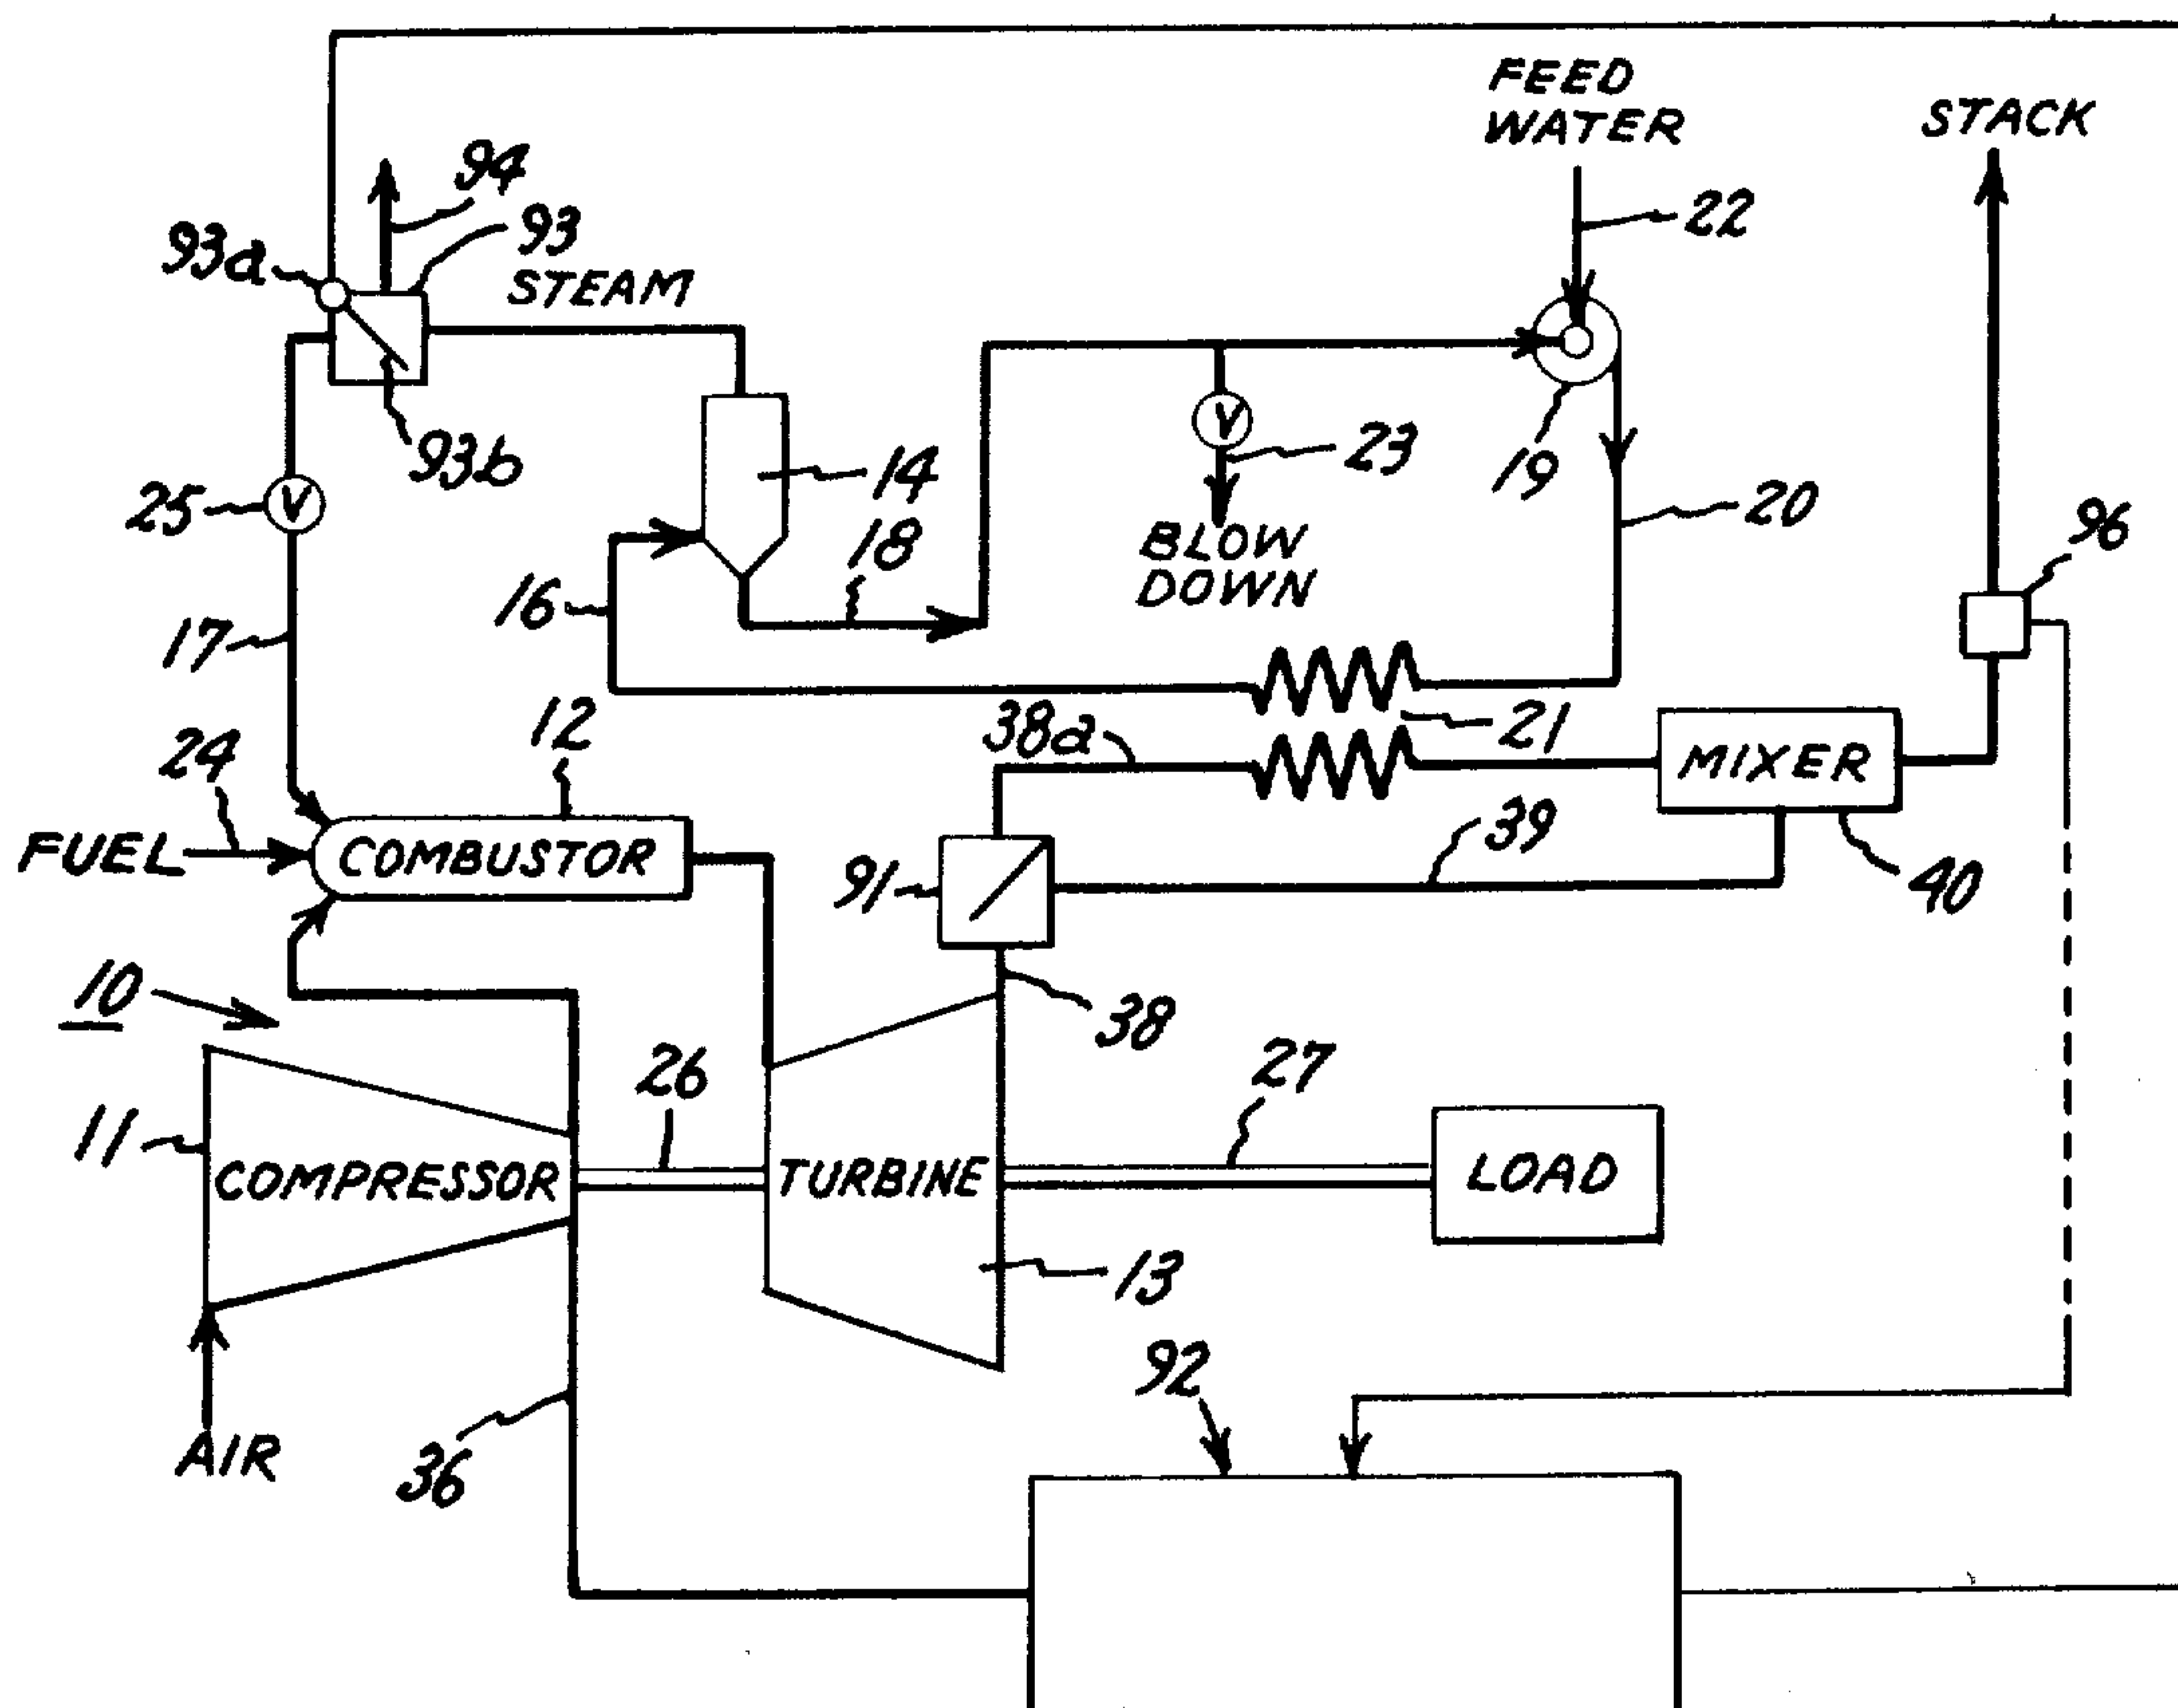 FEED
WATER
STACK
94
93
93a
STEAM
22
93b
25
V
14
18
V
23
19
20
BLOW
DOWN
96
16
17
12
24
38a
21
MIXER
39
FUEL
COMBUSTOR
91
40
10
38
26
27
11
COMPRESSOR
TURBINE
LOAD
13
92
AIR
36